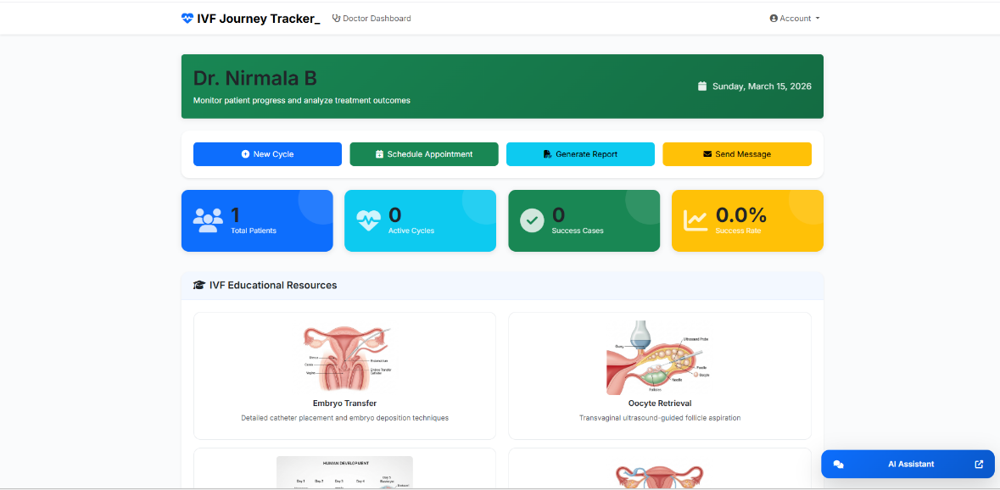 IVF Journey Tracker_ Doctor Dashboard Account
Dr. Nirmala B
Monitor patient progress and analyze treatment outcomes
Sunday, March 15, 2026
New Cycle Schedule Appointment Generate Report Send Message
1
Total Patients
0
Active Cycles
0
Success Cases
0.0%
Success Rate
IVF Educational Resources
Uterus
Cervix
Vagina
Endometrium
Embryo Transfer
Catheter
Embryo Transfer
Detailed catheter placement and embryo deposition techniques
Ultrasound Probe
Ovary
Needle
Needle
Oocyte
Follicles
Oocyte Retrieval
Transvaginal ultrasound-guided follicle aspiration
HUMAN DEVELOPMENT
Day 1 Day 2 Day 3 Day 4 Day 5
Blastocyst
AI Assistant